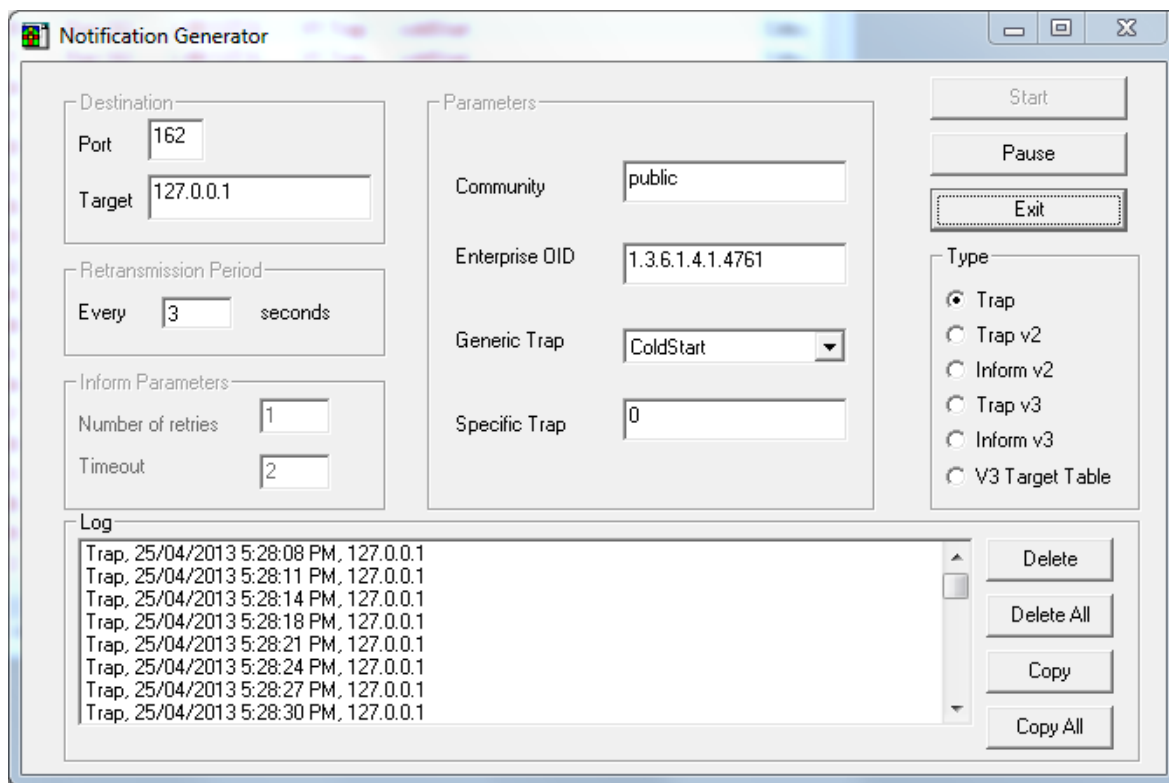 Notification Generator
Destination
Port 162
Target 127.0.0.1
Retransmission Period
Every 3 seconds
Inform Parameters
Number of retries 1
Timeout 2
Parameters
Community public
Enterprise OID 1.3.6.1.4.1.4761
Generic Trap ColdStart
Specific Trap 0
Start
Pause
Exit
Type
Trap
Trap v2
Inform v2
Trap v3
Inform v3
V3 Target Table
Log
Trap, 25/04/2013 5:28:08 PM, 127.0.0.1
Trap, 25/04/2013 5:28:11 PM, 127.0.0.1
Trap, 25/04/2013 5:28:14 PM, 127.0.0.1
Trap, 25/04/2013 5:28:18 PM, 127.0.0.1
Trap, 25/04/2013 5:28:21 PM, 127.0.0.1
Trap, 25/04/2013 5:28:24 PM, 127.0.0.1
Trap, 25/04/2013 5:28:27 PM, 127.0.0.1
Trap, 25/04/2013 5:28:30 PM, 127.0.0.1
Delete
Delete All
Copy
Copy All